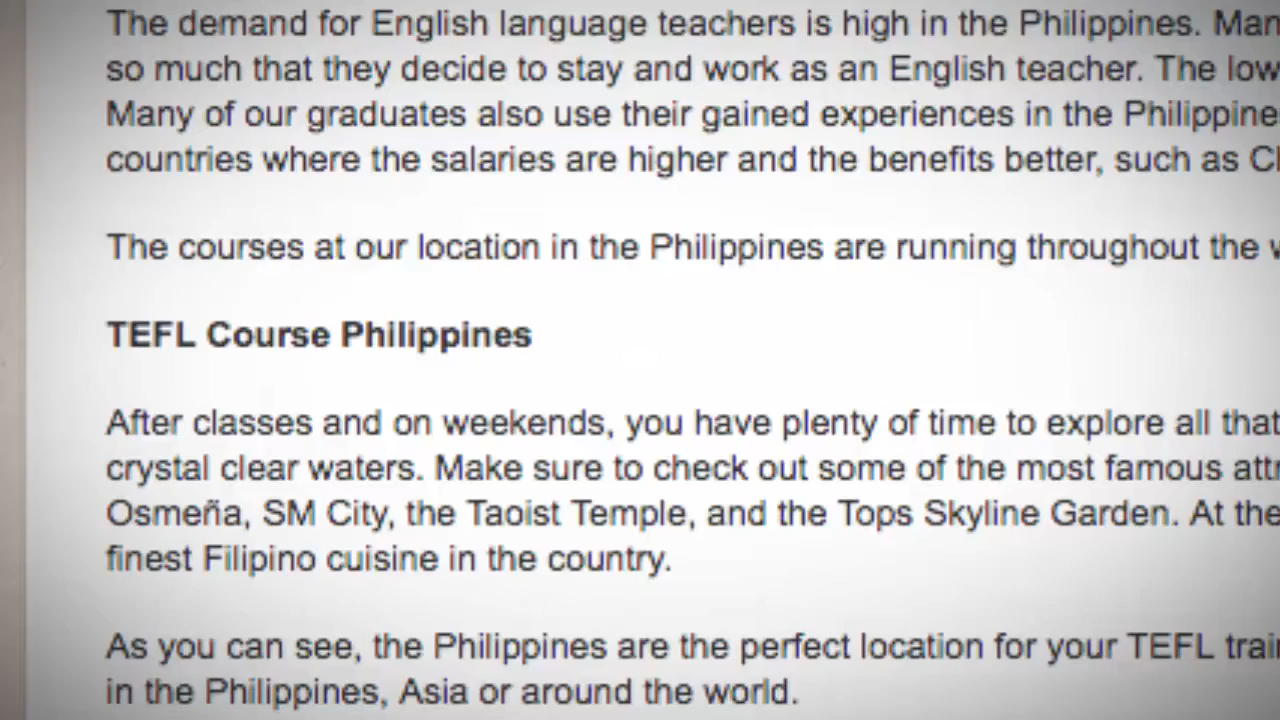 The demand for English language teachers is high in the Philippines.
so much that they decide to stay and work as an English teacher. The
Many of our graduates also use their gained experiences in the
countries where the salaries are higher and the benefits better, such as
The courses at our location in the Philippines are running throughout the
TEFL Course Philippines
After classes and on weekends, you have plenty of time to explore all that
crystal clear waters. Make sure to check out some of the most famous
Osmeña, SM City, the Taoist Temple, and the Tops Skyline Garden. At the
finest Filipino cuisine in the country.
As you can see, the Philippines are the perfect location for your TEFL
in the Philippines, Asia or around the world.